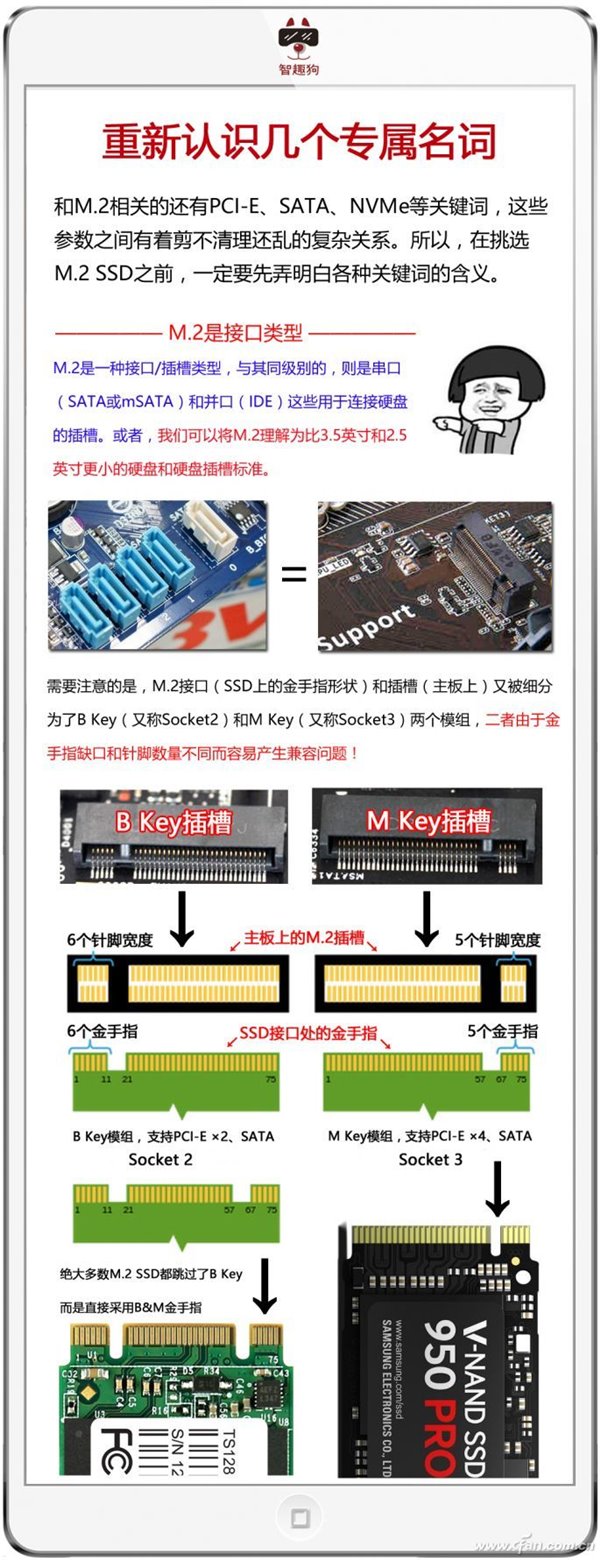 智趣狗
重新认识几个专属名词
和M.2相关的还有PCI-E、SATA、NVMe等关键词，这些
参数之间有着剪不清理还乱的复杂关系。所以，在挑选
M.2 SSD之前，一定要先弄明白各种关键词的含义。
M.2是接口类型
M.2是一种接口/插槽类型，与其同级别的，则是串口
（SATA或mSATA）和并口（IDE）这些用于连接硬盘
的插槽。或者，我们可以将M.2理解为比3.5英寸和2.5
英寸更小的硬盘和硬盘插槽标准。
=
Support
需要注意的是，M.2接口（SSD上的金手指形状）和插槽（主板上）又被细分
为了B Key（又称Socket2）和M Key（又称Socket3）两个模组，二者由于金
手指缺口和针脚数量不同而容易产生兼容问题！
B Key插槽
M Key插槽
MSATA1
6个针脚宽度
主板上的M.2插槽
5个针脚宽度
6个金手指
SSD接口处的金手指
5个金手指
1 11 21 75
1 57 67 75
B Key模组，支持PCI-E ×2、SATA
M Key模组，支持PCI-E ×4、SATA
Socket 2
Socket 3
1 11 21 57 67 75
绝大多数M.2 SSD都跳过了B Key
而是直接采用B&M金手指
U1
75
C32
C43
R34
R16
C46
U16
U8
U3
FC
S/N 12
TS128
V-NAND SSD
950 PRO
www.samsung.com/ssd
SAMSUNG ELECTRONICS CO., LTD
www.cfan.com.cn